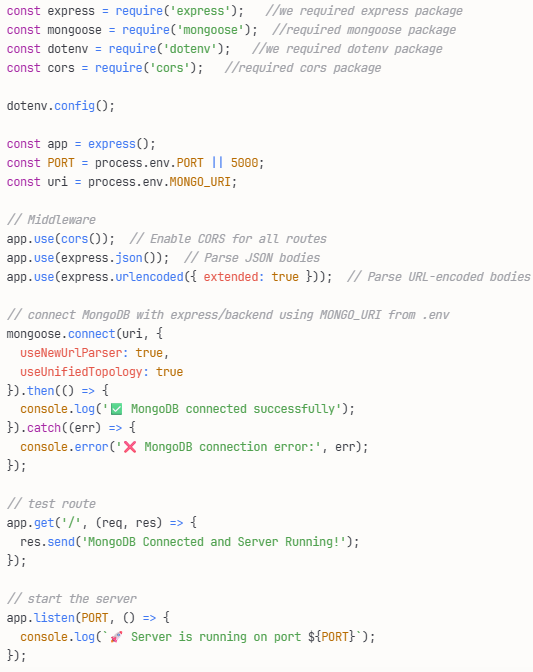 const express = require('express');   //we required express package
const mongoose = require('mongoose');  //required mongoose package
const dotenv = require('dotenv');   //we required dotenv package
const cors = require('cors');   //required cors package

dotenv.config();

const app = express();
const PORT = process.env.PORT || 5000;
const uri = process.env.MONGO_URI;

// Middleware
app.use(cors());  // Enable CORS for all routes
app.use(express.json());  // Parse JSON bodies
app.use(express.urlencoded({ extended: true }));  // Parse URL-encoded bodies

// connect MongoDB with express/backend using MONGO_URI from .env
mongoose.connect(uri, {
  useNewUrlParser: true,
  useUnifiedTopology: true
}).then(() => {
  console.log('✅ MongoDB connected successfully');
}).catch((err) => {
  console.error('❌ MongoDB connection error:', err);
});

// test route
app.get('/', (req, res) => {
  res.send('MongoDB Connected and Server Running!');
});

// start the server
app.listen(PORT, () => {
  console.log(`🚀 Server is running on port ${PORT}`);
});